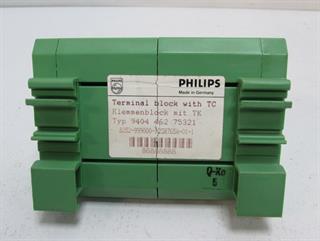 PHILIPS
Made in Germany
Terminal block with TC
Klemmenblock mit TK
Typ 9404 462 75321
Q-Ko
5